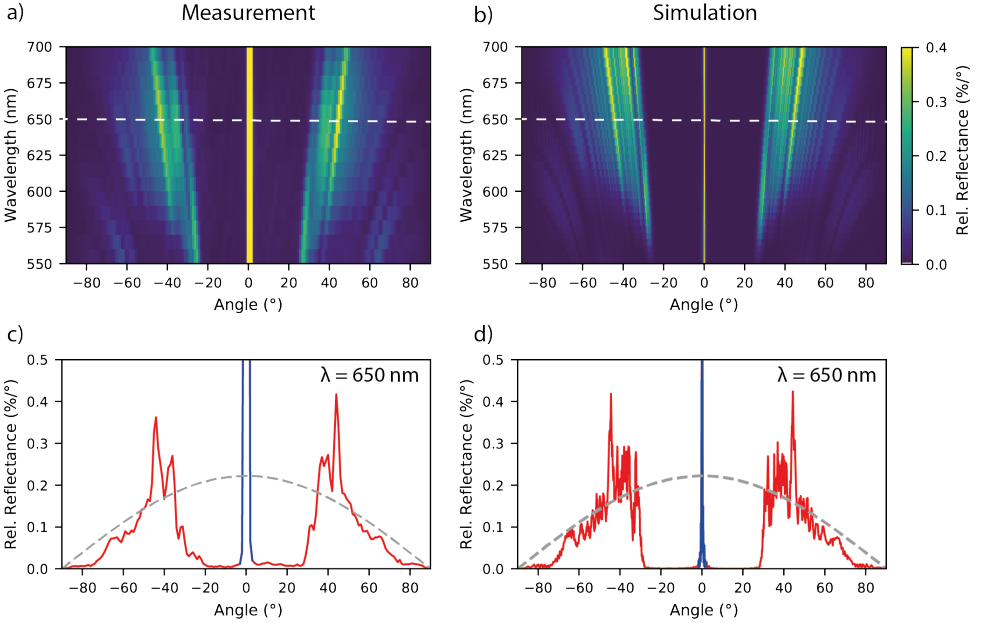 a)
Measurement
b)
Simulation
700
675
650
625
600
575
550
Wavelength (nm)
−80 −60 −40 −20 0 20 40 60 80
Angle (°)
700
675
650
625
600
575
550
Wavelength (nm)
−80 −60 −40 −20 0 20 40 60 80
Angle (°)
0.4
0.3
0.2
0.1
0.0
Rel. Reflectance (%/°)
c)
λ = 650 nm
0.5
0.4
0.3
0.2
0.1
0.0
Rel. Reflectance (%/°)
−80 −60 −40 −20 0 20 40 60 80
Angle (°)
d)
λ = 650 nm
0.5
0.4
0.3
0.2
0.1
0.0
Rel. Reflectance (%/°)
−80 −60 −40 −20 0 20 40 60 80
Angle (°)